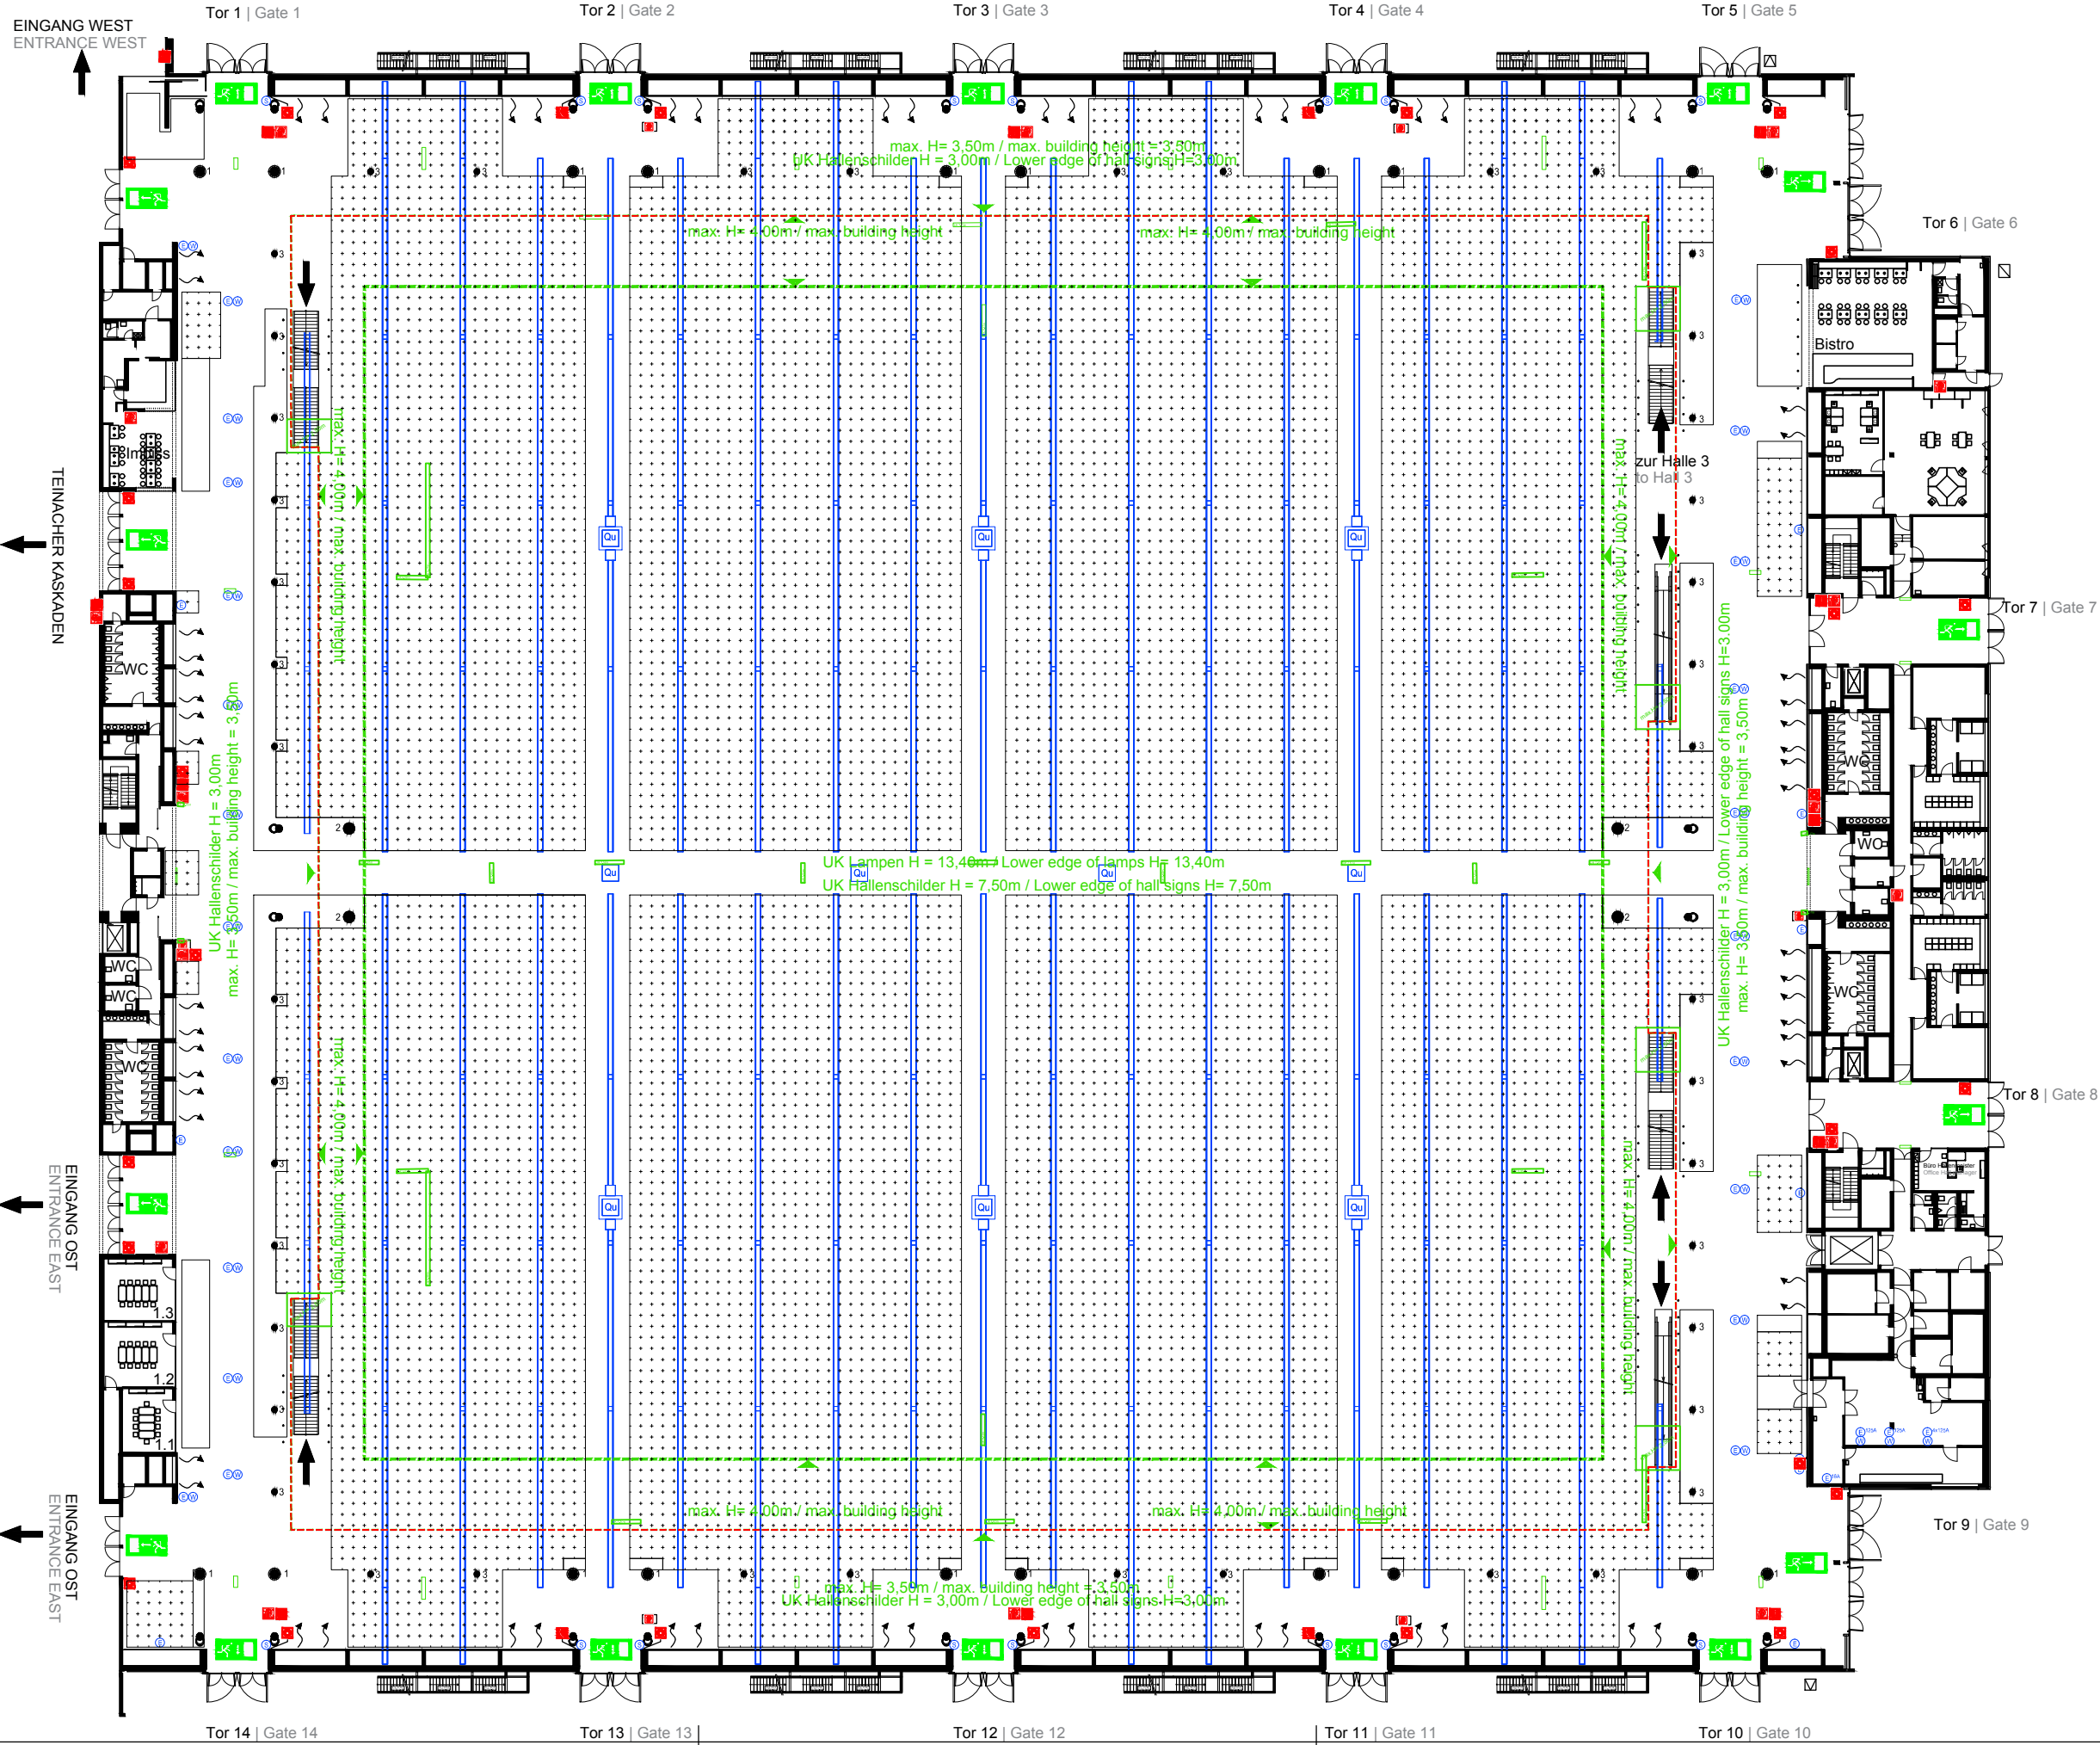 Tor 1 | Gate 1
Tor 2 | Gate 2
Tor 3 | Gate 3
Tor 4 | Gate 4
Tor 5 | Gate 5
EINGANG WEST
ENTRANCE WEST
max. H= 3,50m / max. building height = 3,50m
UK Hallenschilder H = 3,00m / Lower edge of hall signs H=3,00m
max. H= 4,00m / max. building height
max. H= 4,00m / max. building height
Tor 6 | Gate 6
Bistro
Imbiss
zur Halle 3
to Hall 3
max. H= 4,00m / max. building height
max. H= 4,00m / max. building height
TEINACHER KASKADEN
Qu
Qu
Qu
Tor 7 | Gate 7
WC
UK Hallenschilder H = 3,00m
max. H= 3,50m / max. building height = 3,50m
UK Hallenschilder H = 3,00m / Lower edge of hall signs H=3.00m
max. H= 3,50m / max. building height = 3,50m
WC
WC
UK Lampen H = 13,40m / Lower edge of lamps H= 13,40m
Qu
Qu
Qu
Qu
UK Hallenschilder H = 7,50m / Lower edge of hall signs H= 7,50m
WC
WC
WC
WC
max. H= 4,00m / max. building height
max. H= 4,00m / max. building height
Tor 8 | Gate 8
EINGANG OST
ENTRANCE EAST
Qu
Qu
Qu
1.3
1.2
1.1
EINGANG OST
ENTRANCE EAST
max. H= 4,00m / max. building height
max. H= 4,00m / max. building height
Tor 9 | Gate 9
max. H= 3,50m / max. building height = 3,50m
UK Hallenschilder H = 3,00m / Lower edge of hall signs H=3,00m
Tor 14 | Gate 14
Tor 13 | Gate 13
Tor 12 | Gate 12
Tor 11 | Gate 11
Tor 10 | Gate 10